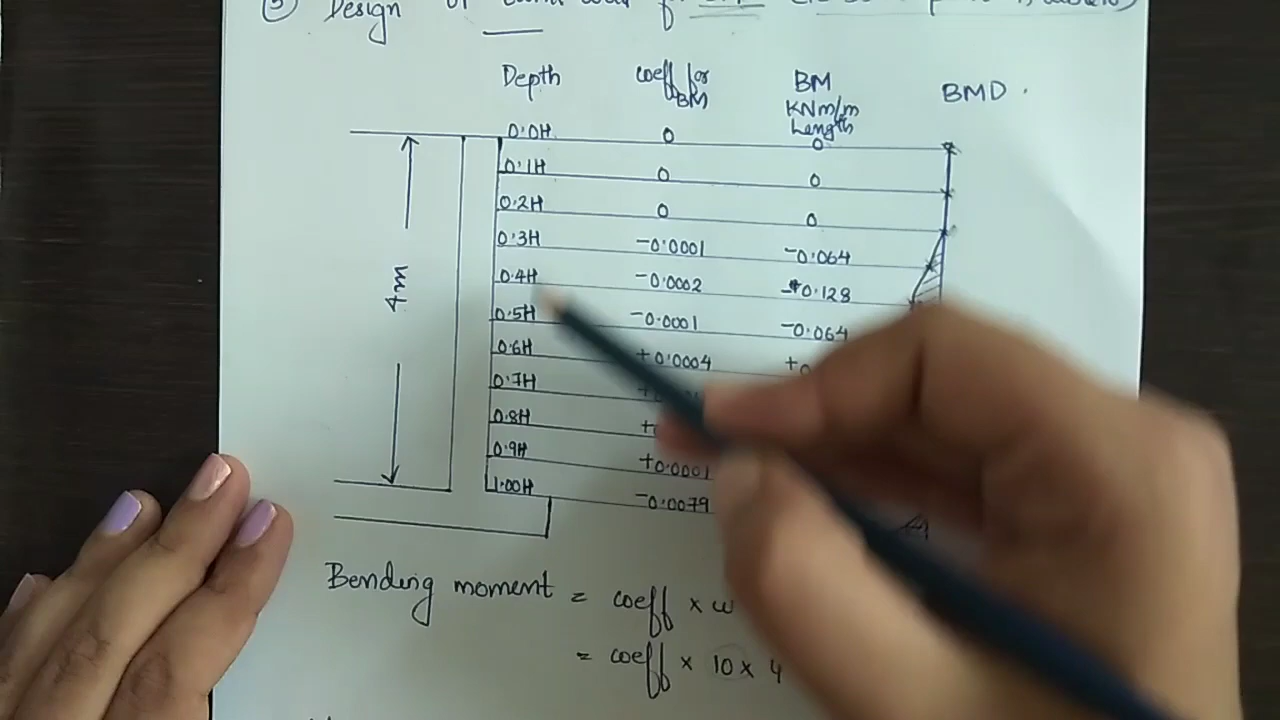 ③ Design of
Depth coeff for BM BM KNm/m Length BMD.
0.0H 0 0
0.1H 0 0
0.2H 0 0
0.3H -0.0001 -0.064
0.4H -0.0002 -0.128
0.5H -0.0001 -0.064
0.6H +0.0004 +0
0.7H +
0.8H +
0.9H +0.0001
1.00H -0.0079
4m
Bending moment = coeff × w
= coeff × 10 × 4